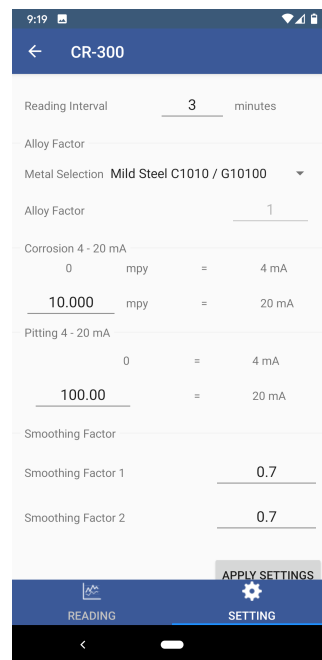 9:19
CR-300
Reading Interval 3 minutes
Alloy Factor
Metal Selection Mild Steel C1010 / G10100
Alloy Factor 1
Corrosion 4 - 20 mA
0 mpy = 4 mA
10.000 mpy = 20 mA
Pitting 4 - 20 mA
0 = 4 mA
100.00 = 20 mA
Smoothing Factor
Smoothing Factor 1 0.7
Smoothing Factor 2 0.7
APPLY SETTINGS
READING SETTING